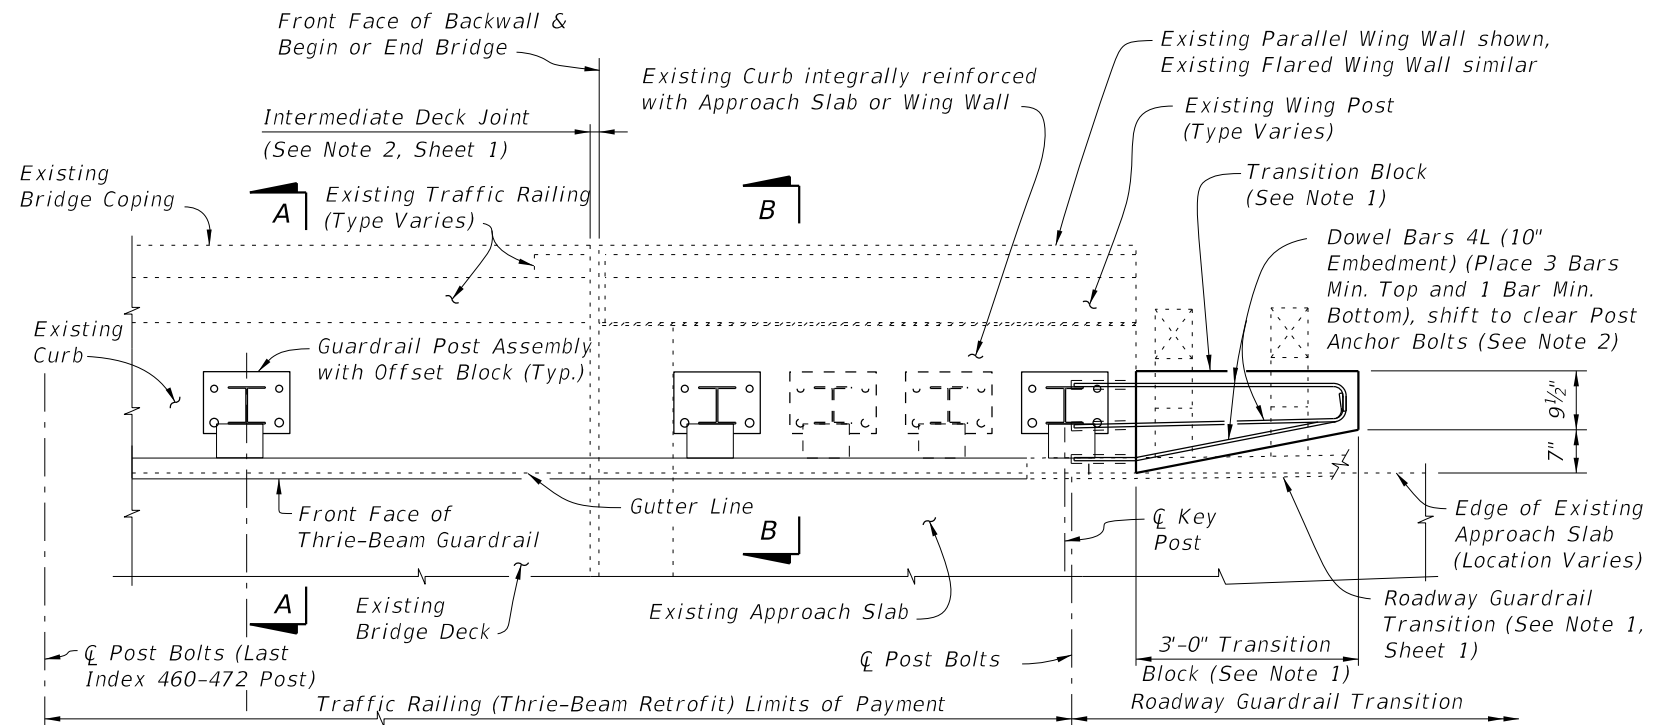 Front Face of Backwall &
Begin or End Bridge
Existing Parallel Wing Wall shown,
Existing Flared Wing Wall similar
Existing Curb integrally reinforced
with Approach Slab or Wing Wall
Existing Wing Post
(Type Varies)
Intermediate Deck Joint
(See Note 2, Sheet 1)
Existing
Bridge Coping
A
Existing Traffic Railing
(Type Varies)
B
Transition Block
(See Note 1)
Dowel Bars 4L (10"
Embedment) (Place 3 Bars
Min. Top and 1 Bar Min.
Bottom), shift to clear Post
Anchor Bolts (See Note 2)
Existing
Curb
Guardrail Post Assembly
with Offset Block (Typ.)
9½"
7"
Gutter Line
Front Face of
Thrie-Beam Guardrail
B
℄ Key
Post
Edge of Existing
Approach Slab
(Location Varies)
A
Existing
Bridge Deck
Existing Approach Slab
Roadway Guardrail
Transition (See Note 1,
Sheet 1)
℄ Post Bolts (Last
Index 460-472 Post)
℄ Post Bolts
3'-0" Transition
Block (See Note 1)
Traffic Railing (Thrie-Beam Retrofit) Limits of Payment
Roadway Guardrail Transition